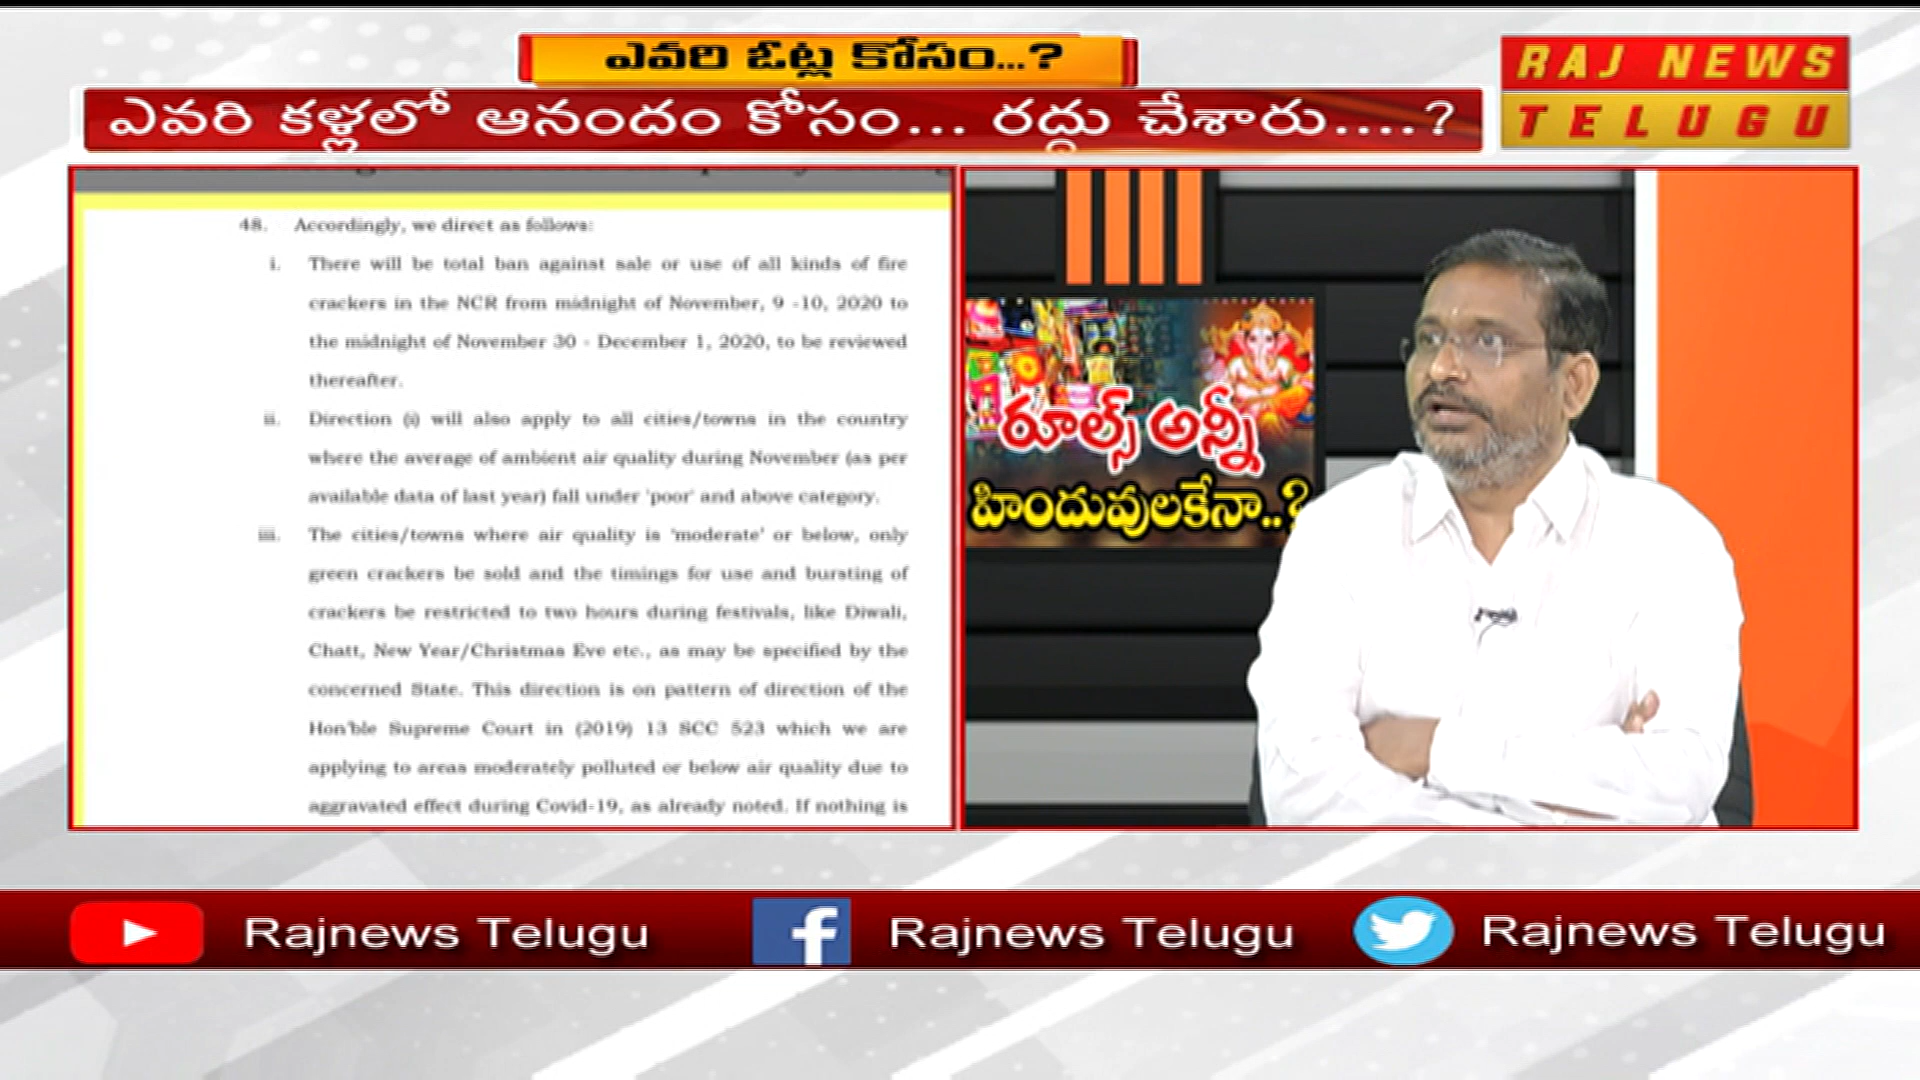 ఎవరి ఓట్ల కోసం...?
ఎవరి కళ్లలో ఆనందం కోసం... రద్దు చేశారు....?
RAJ NEWS
TELUGU
48. Accordingly, we direct as follows:
i. There will be total ban against sale or use of all kinds of fire
crackers in the NCR from midnight of November, 9 -10, 2020 to
the midnight of November 30 - December 1, 2020, to be reviewed
thereafter.
ii. Direction (i) will also apply to all cities/towns in the country
where the average of ambient air quality during November (as per
available data of last year) fall under 'poor' and above category.
iii. The cities/towns where air quality is 'moderate' or below, only
green crackers be sold and the timings for use and bursting of
crackers be restricted to two hours during festivals, like Diwali,
Chatt, New Year/Christmas Eve etc., as may be specified by the
concerned State. This direction is on pattern of direction of the
Hon'ble Supreme Court in (2019) 13 SCC 523 which we are
applying to areas moderately polluted or below air quality due to
aggravated effect during Covid-19, as already noted. If nothing is
రూల్స్ అన్నీ
హిందువులకేనా..?
Rajnews Telugu
Rajnews Telugu
Rajnews Telugu